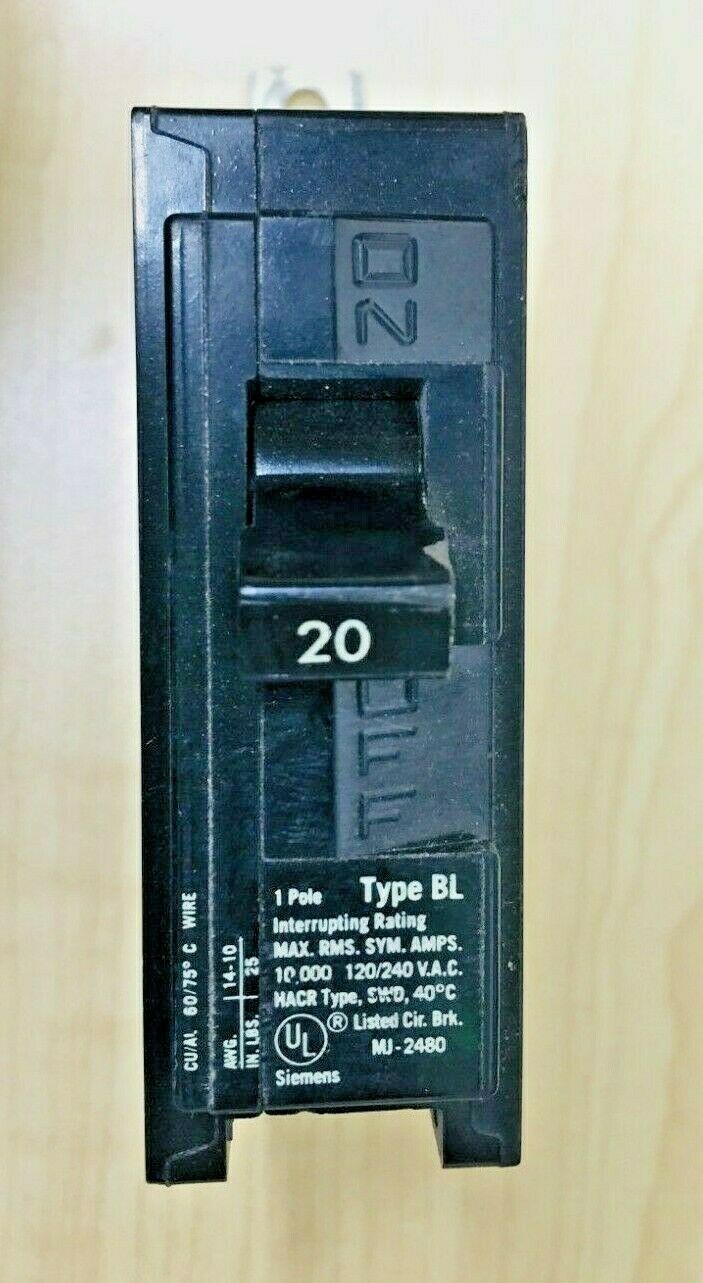 ON
20
OFF
1 Pole Type BL
Interrupting Rating
MAX. RMS. SYM. AMPS.
10,000 120/240 V.A.C.
HACR Type, SWD, 40°C
UL ® Listed Cir. Brk.
MJ-2480
Siemens
CU/AL 60/75° C WIRE
AWG. 14-10
IN. LBS. 25